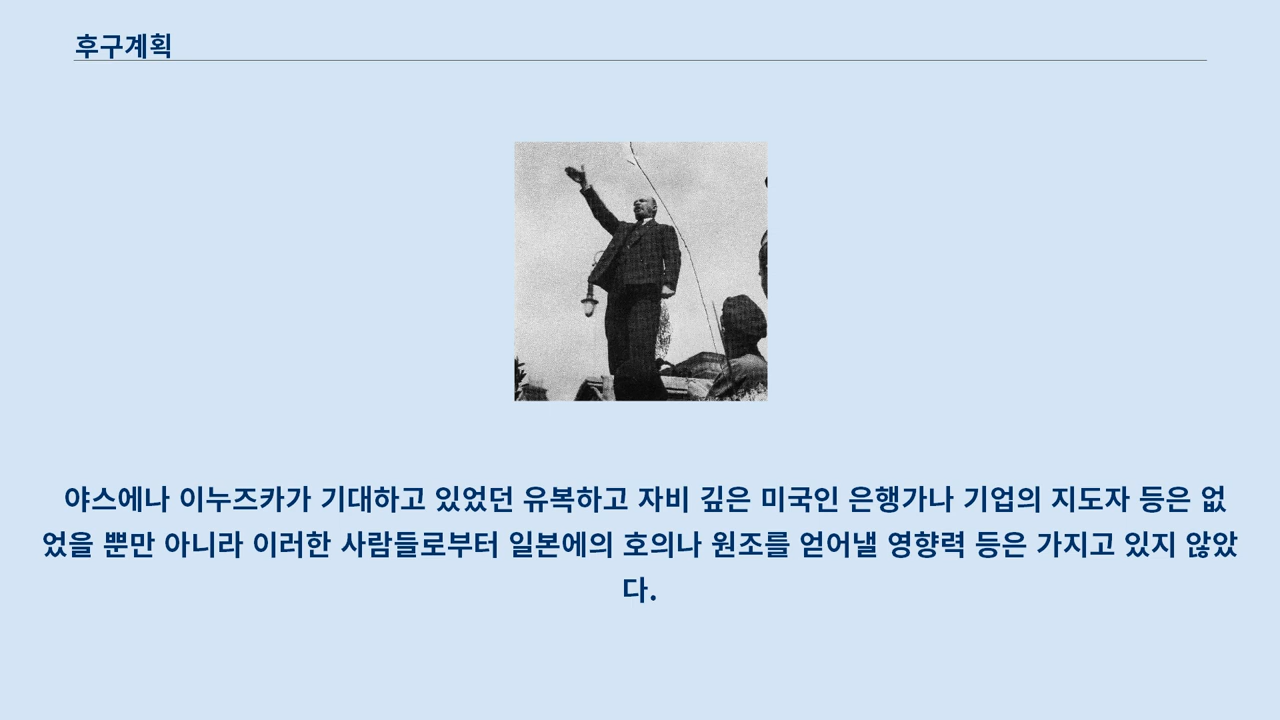 후구계획
야스에나 이누즈카가 기대하고 있었던 유복하고 자비 깊은 미국인 은행가나 기업의 지도자 등은 없
었을 뿐만 아니라 이러한 사람들로부터 일본에의 호의나 원조를 얻어낼 영향력 등은 가지고 있지 않았
다.